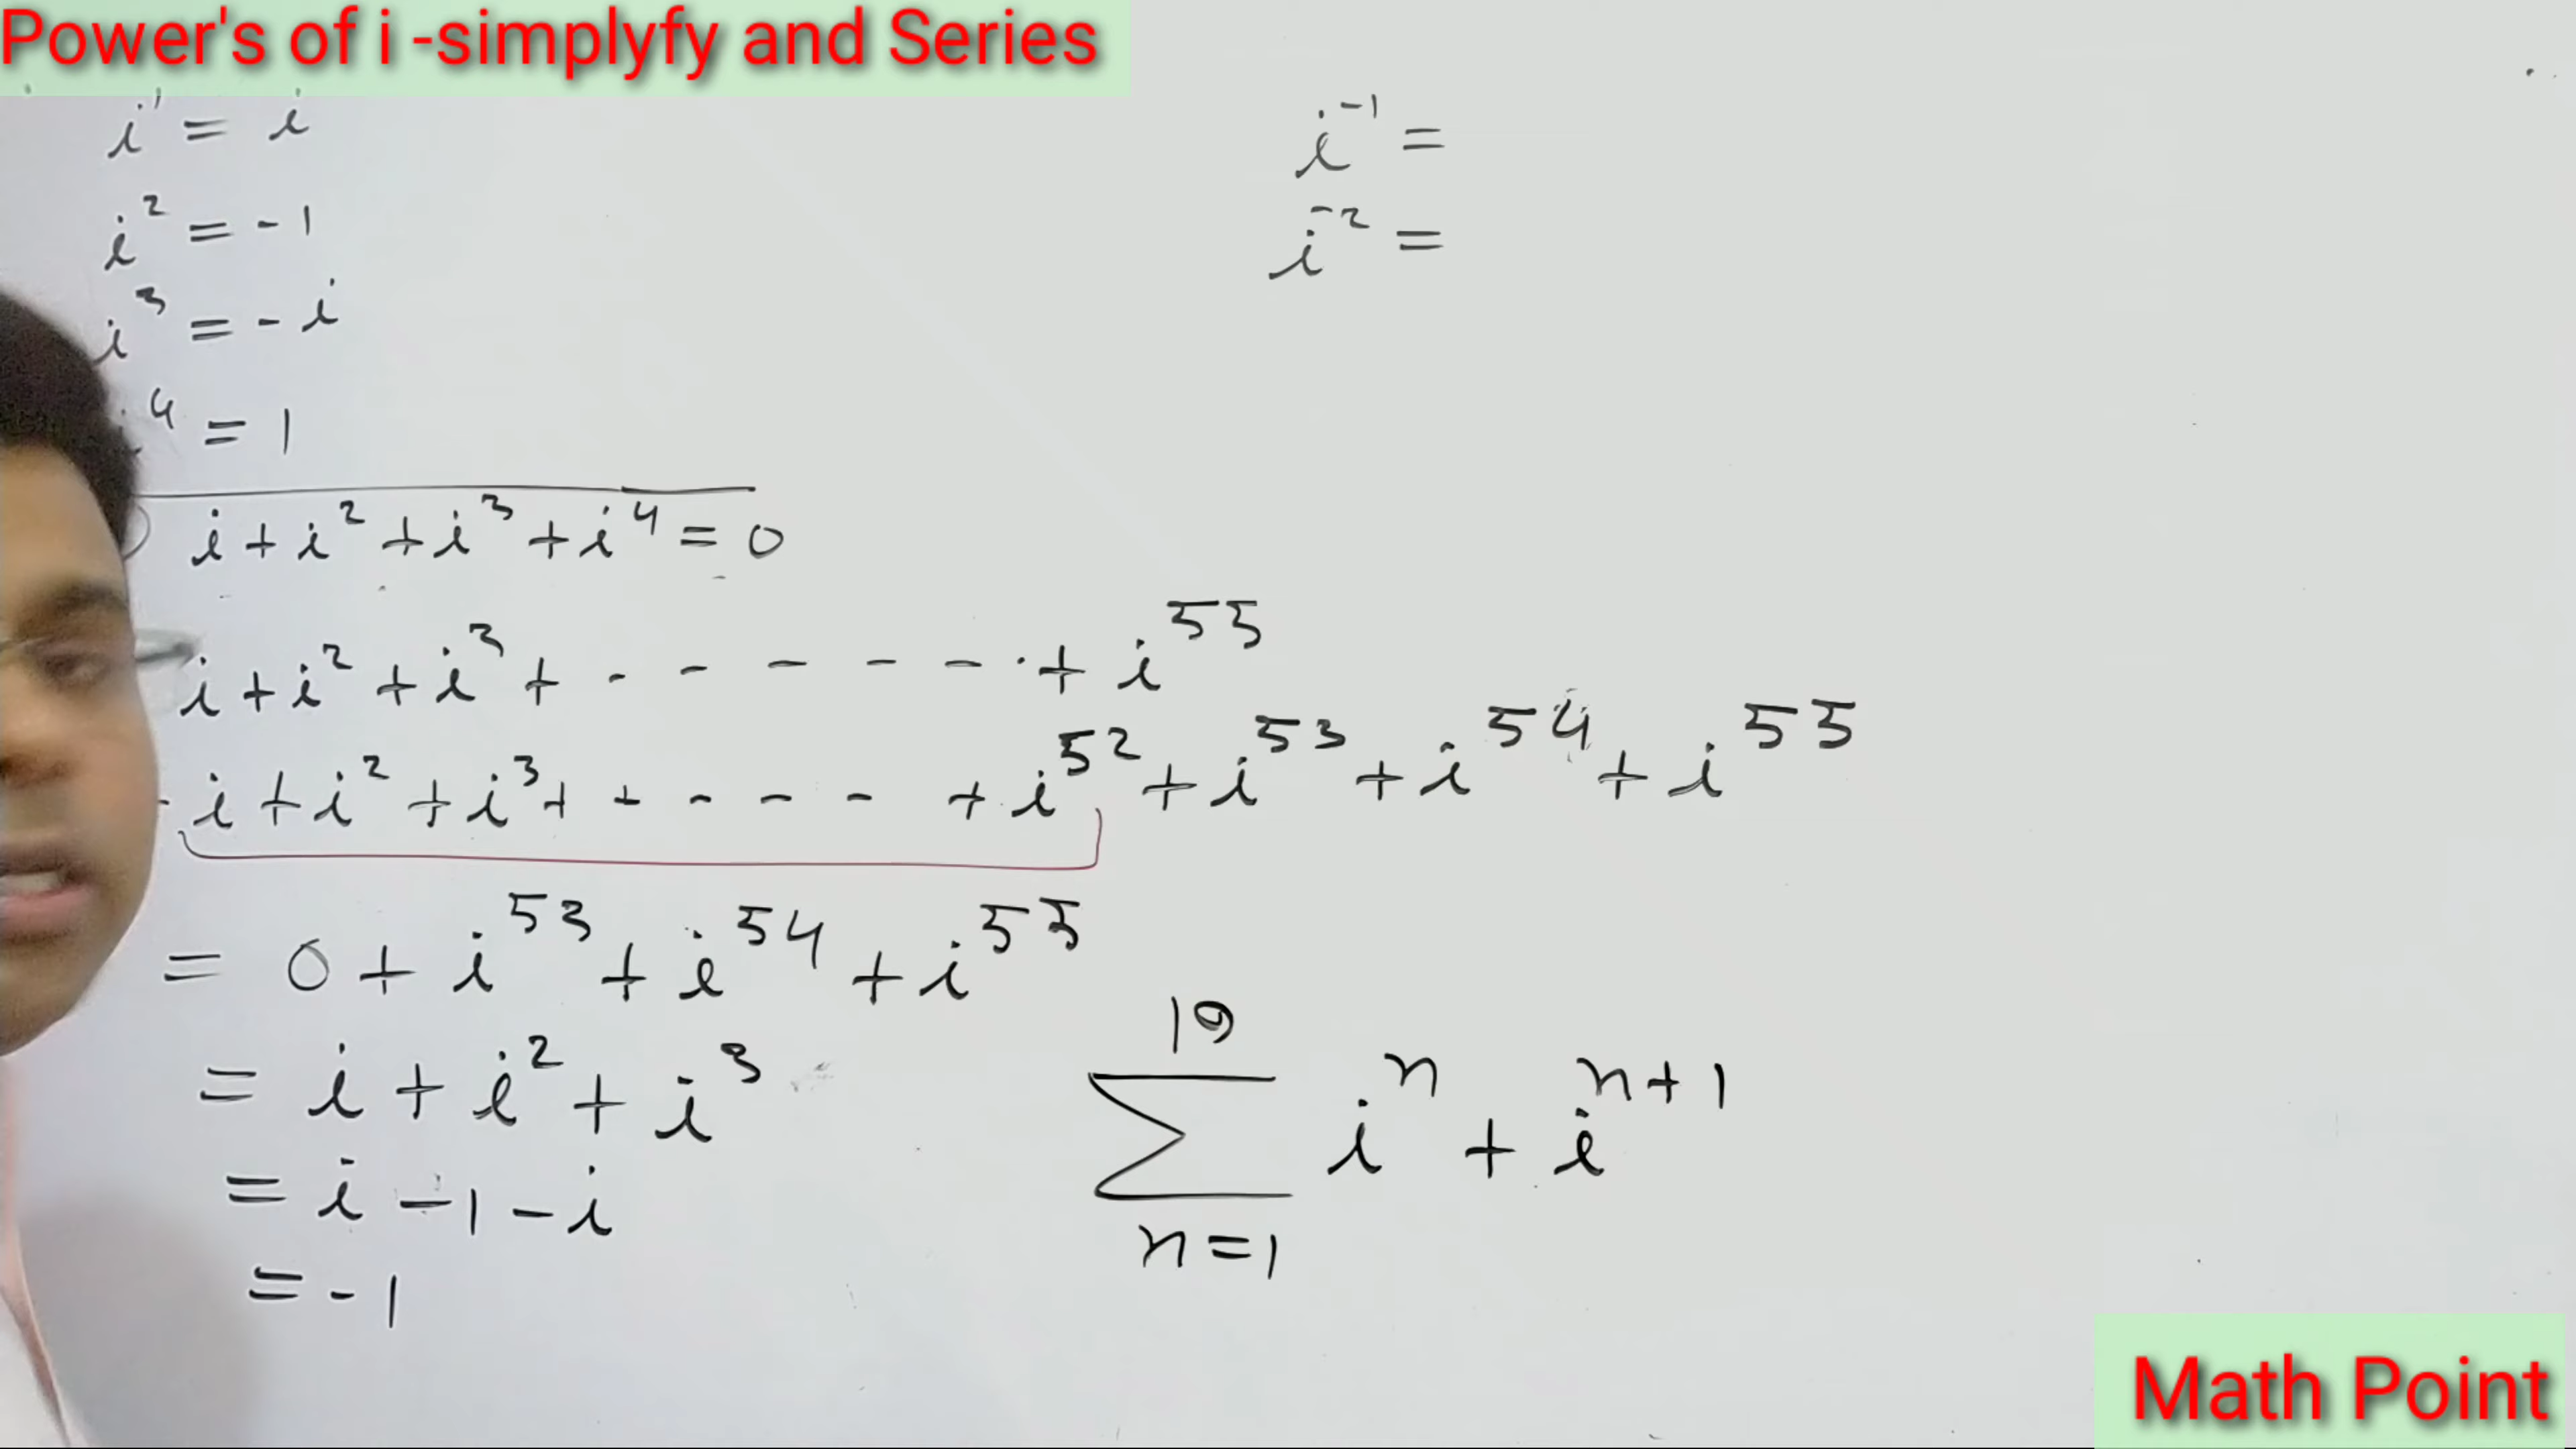 Power's of i -simplyfy and Series
i¹ = i
i² = -1
i³ = -i
i⁴ = 1
i⁻¹ =
i⁻² =
i + i² + i³ + i⁴ = 0
i + i² + i³ + - - - - - + i⁵⁵
i + i² + i³ + + - - - + i⁵² + i⁵³ + i⁵⁴ + i⁵⁵
= 0 + i⁵³ + i⁵⁴ + i⁵⁵
= i + i² + i³
= i - 1 - i
= -1
19
∑ iⁿ + iⁿ⁺¹
n=1
Math Point